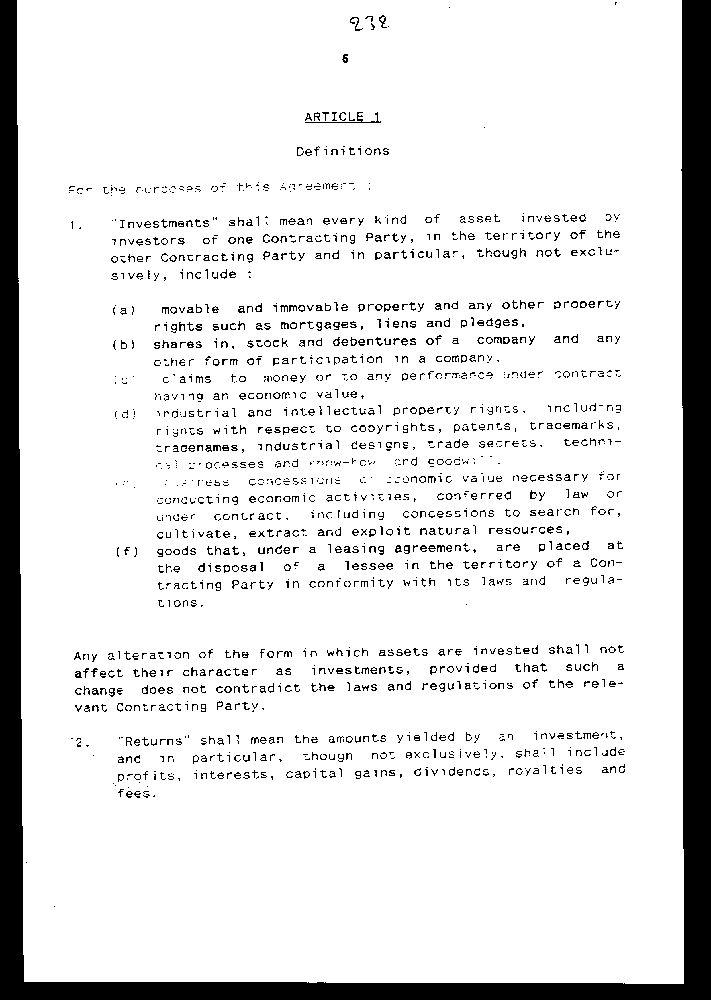 232
6
ARTICLE 1
Definitions
For the purposes of this Agreement :
1. "Investments" shall mean every kind of asset invested by
investors of one Contracting Party, in the territory of the
other Contracting Party and in particular, though not exclu-
sively, include :
(a) movable and immovable property and any other property
rights such as mortgages, liens and pledges,
(b) shares in, stock and debentures of a company and any
other form of participation in a company,
(c) claims to money or to any performance under contract
having an economic value,
(d) industrial and intellectual property rights, including
rights with respect to copyrights, patents, trademarks,
tradenames, industrial designs, trade secrets, techni-
cal processes and know-how and goodwill.
(e) business concessions of economic value necessary for
conducting economic activities, conferred by law or
under contract, including concessions to search for,
cultivate, extract and exploit natural resources,
(f) goods that, under a leasing agreement, are placed at
the disposal of a lessee in the territory of a Con-
tracting Party in conformity with its laws and regula-
tions.
Any alteration of the form in which assets are invested shall not
affect their character as investments, provided that such a
change does not contradict the laws and regulations of the rele-
vant Contracting Party.
2. "Returns" shall mean the amounts yielded by an investment,
and in particular, though not exclusively, shall include
profits, interests, capital gains, dividends, royalties and
fees.